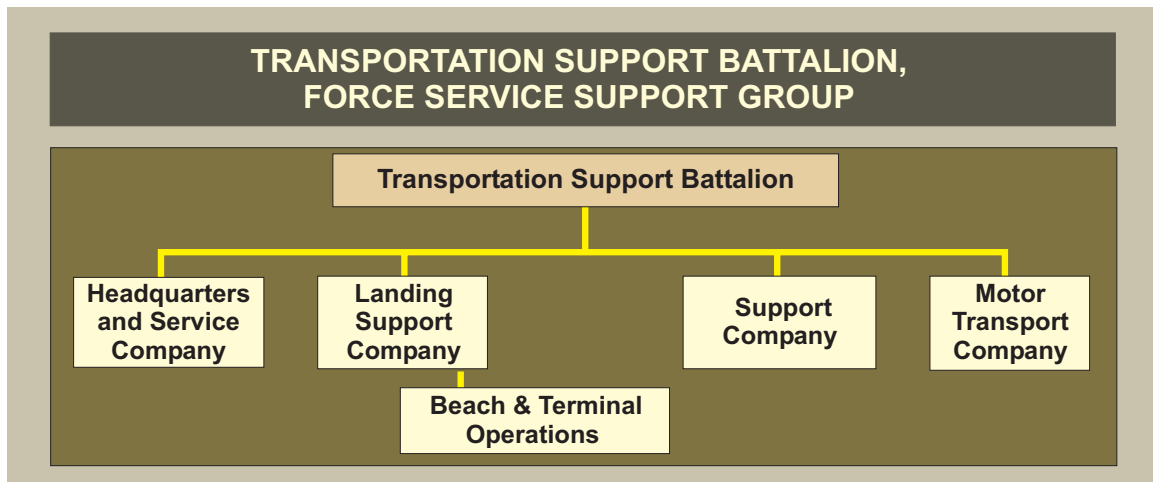 TRANSPORTATION SUPPORT BATTALION,
FORCE SERVICE SUPPORT GROUP
Transportation Support Battalion
Headquarters
and Service
Company
Landing
Support
Company
Support
Company
Motor
Transport
Company
Beach & Terminal
Operations